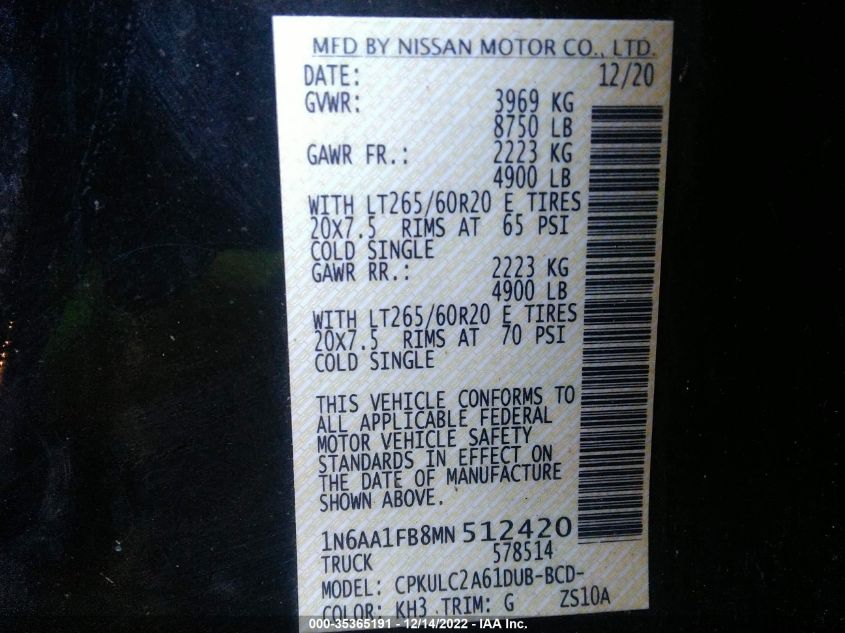 MFD BY NISSAN MOTOR CO., LTD.
DATE: 12/20
GVWR: 3969 KG
8750 LB
GAWR FR.: 2223 KG
4900 LB
WITH LT265/60R20 E TIRES
20x7.5 RIMS AT 65 PSI
COLD SINGLE
GAWR RR.: 2223 KG
4900 LB
WITH LT265/60R20 E TIRES
20x7.5 RIMS AT 70 PSI
COLD SINGLE
THIS VEHICLE CONFORMS TO
ALL APPLICABLE FEDERAL
MOTOR VEHICLE SAFETY
STANDARDS IN EFFECT ON
THE DATE OF MANUFACTURE
SHOWN ABOVE.
1N6AA1FB8MN 512420
TRUCK 578514
MODEL: CPKULC2A61DUB-BCD-
COLOR: KH3 TRIM: G ZS10A
000-35365191 - 12/14/2022 - IAA Inc.